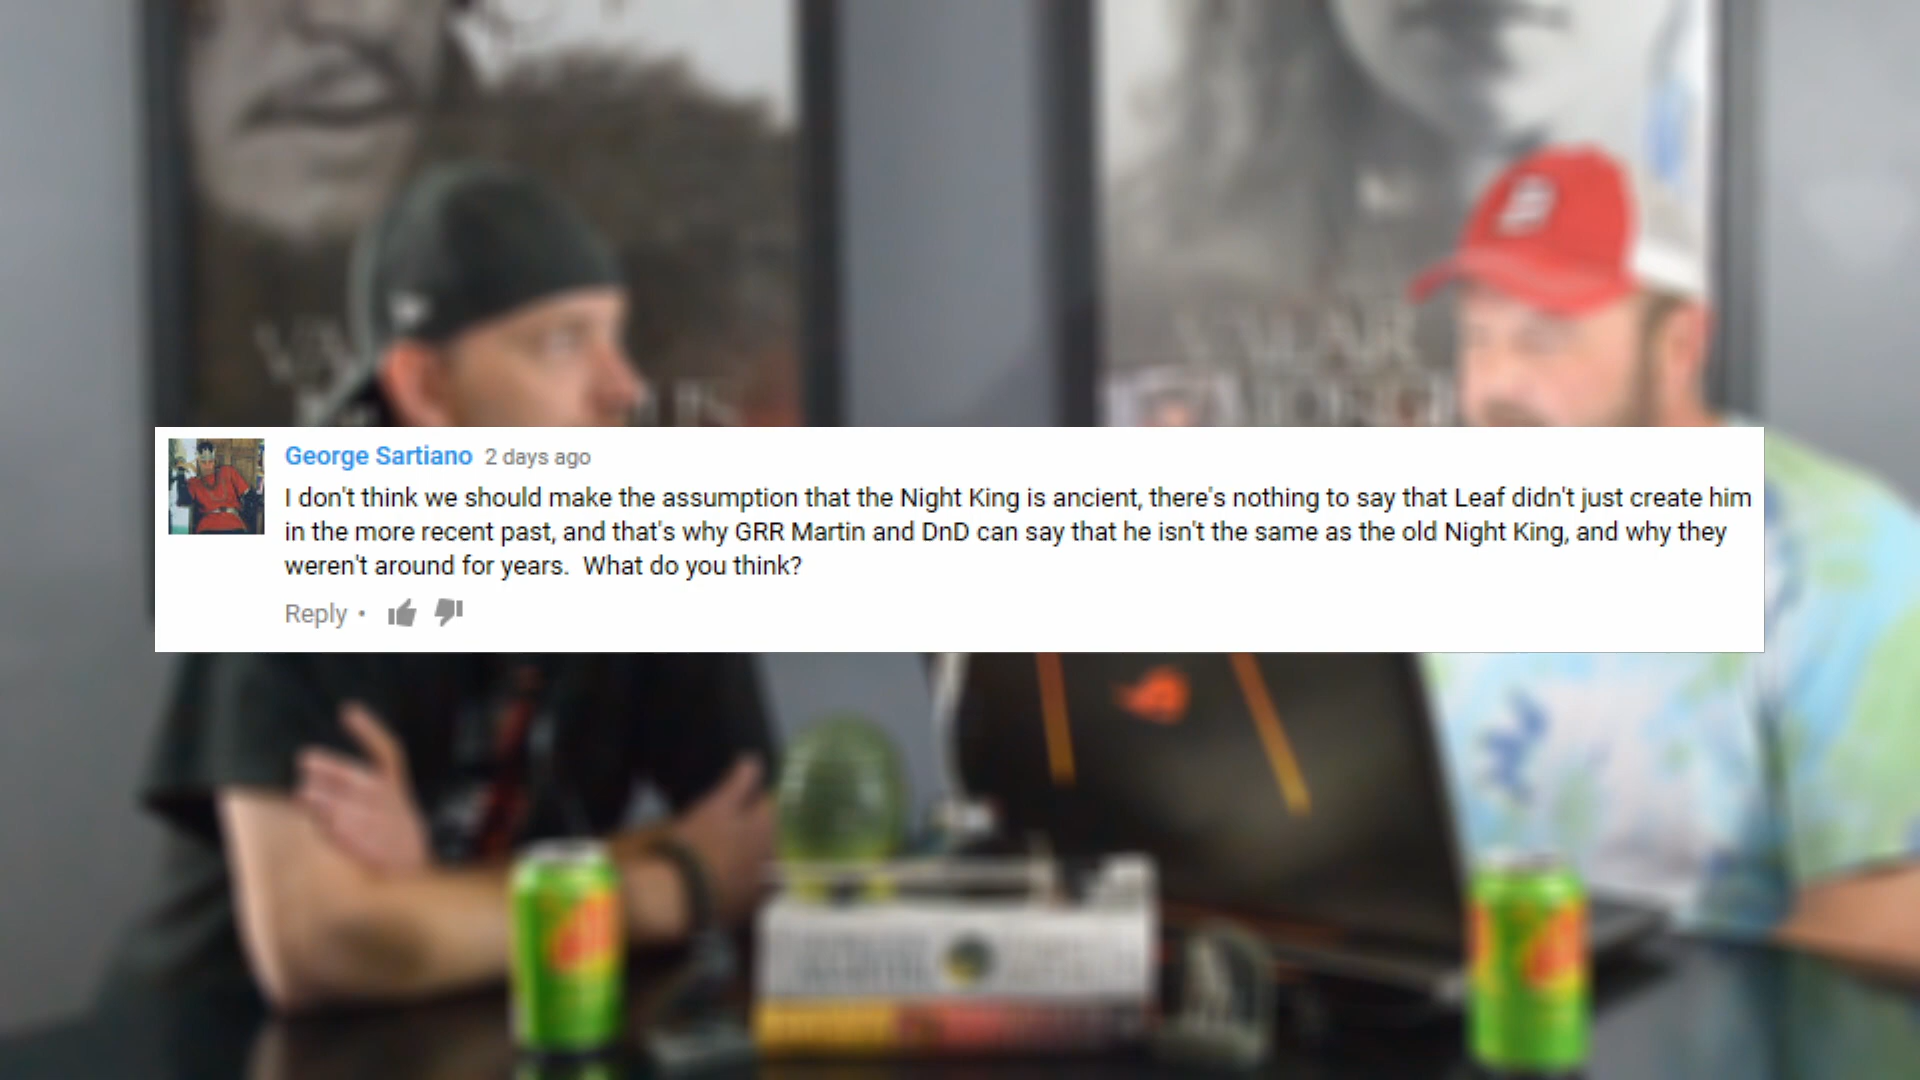 VALAR
George Sartiano 2 days ago
I don't think we should make the assumption that the Night King is ancient, there's nothing to say that Leaf didn't just create him
in the more recent past, and that's why GRR Martin and DnD can say that he isn't the same as the old Night King, and why they
weren't around for years.  What do you think?
Reply •